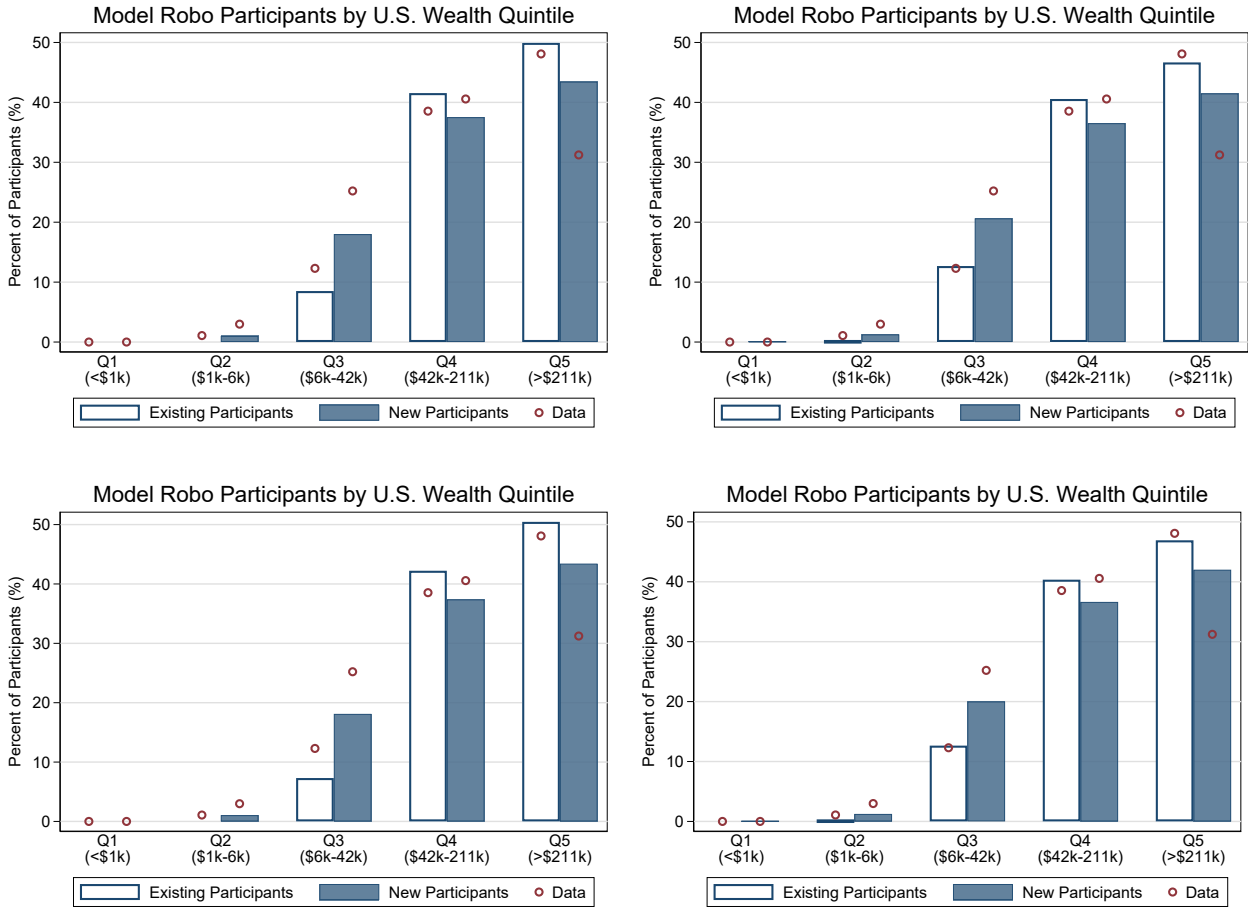 Model Robo Participants by U.S. Wealth Quintile
Percent of Participants (%)
50
40
30
20
10
0
Q1 Q2 Q3 Q4 Q5
(<$1k) ($1k-6k) ($6k-42k) ($42k-211k) (>$211k)
Existing Participants New Participants Data
Model Robo Participants by U.S. Wealth Quintile
Percent of Participants (%)
50
40
30
20
10
0
Q1 Q2 Q3 Q4 Q5
(<$1k) ($1k-6k) ($6k-42k) ($42k-211k) (>$211k)
Existing Participants New Participants Data
Model Robo Participants by U.S. Wealth Quintile
Percent of Participants (%)
50
40
30
20
10
0
Q1 Q2 Q3 Q4 Q5
(<$1k) ($1k-6k) ($6k-42k) ($42k-211k) (>$211k)
Existing Participants New Participants Data
Model Robo Participants by U.S. Wealth Quintile
Percent of Participants (%)
50
40
30
20
10
0
Q1 Q2 Q3 Q4 Q5
(<$1k) ($1k-6k) ($6k-42k) ($42k-211k) (>$211k)
Existing Participants New Participants Data